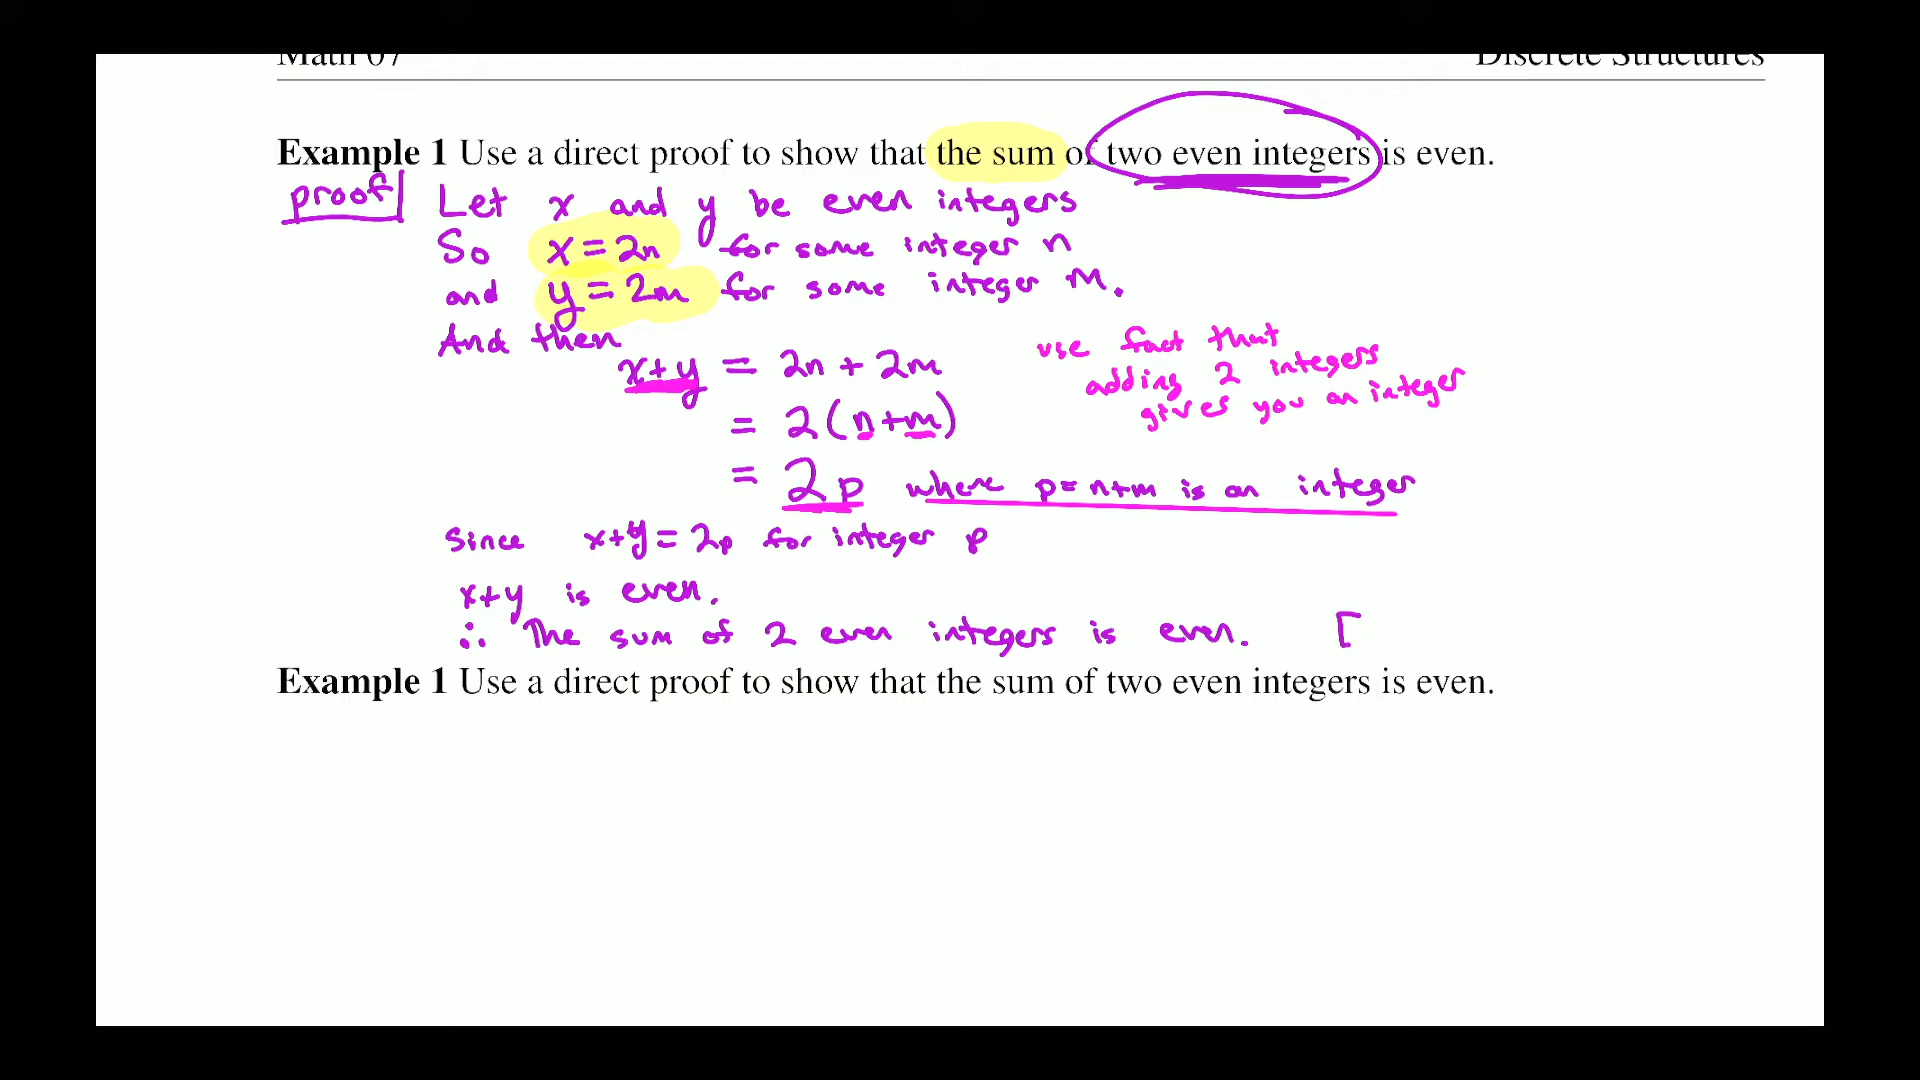 Math 67 Discrete Structures
Example 1 Use a direct proof to show that the sum of two even integers is even.
proof Let x and y be even integers
So x = 2n for some integer n
and y = 2m for some integer m.
And then
x+y = 2n + 2m
= 2(n+m)
= 2p where p = n+m is an integer
use fact that
adding 2 integers
gives you an integer
Since x+y = 2p for integer p
x+y is even.
∴ The sum of 2 even integers is even.
Example 1 Use a direct proof to show that the sum of two even integers is even.